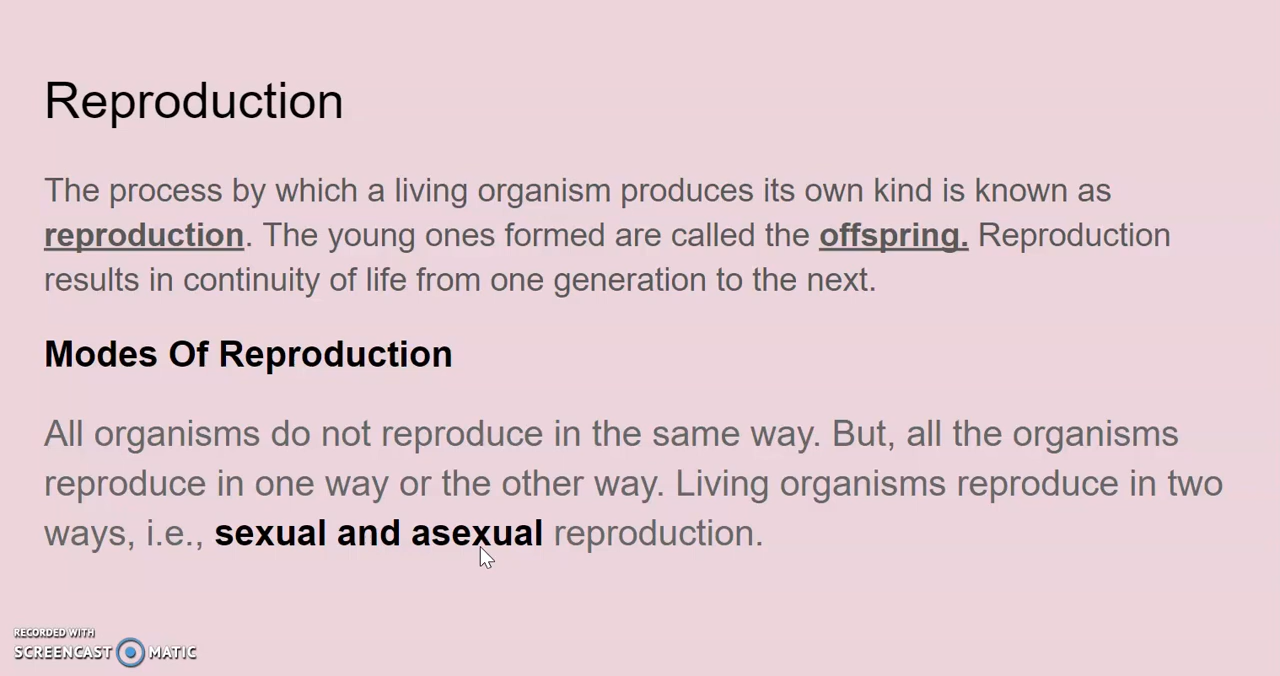 Reproduction
The process by which a living organism produces its own kind is known as
reproduction. The young ones formed are called the offspring. Reproduction
results in continuity of life from one generation to the next.
Modes Of Reproduction
All organisms do not reproduce in the same way. But, all the organisms
reproduce in one way or the other way. Living organisms reproduce in two
ways, i.e., sexual and asexual reproduction.
RECORDED WITH
SCREENCAST MATIC